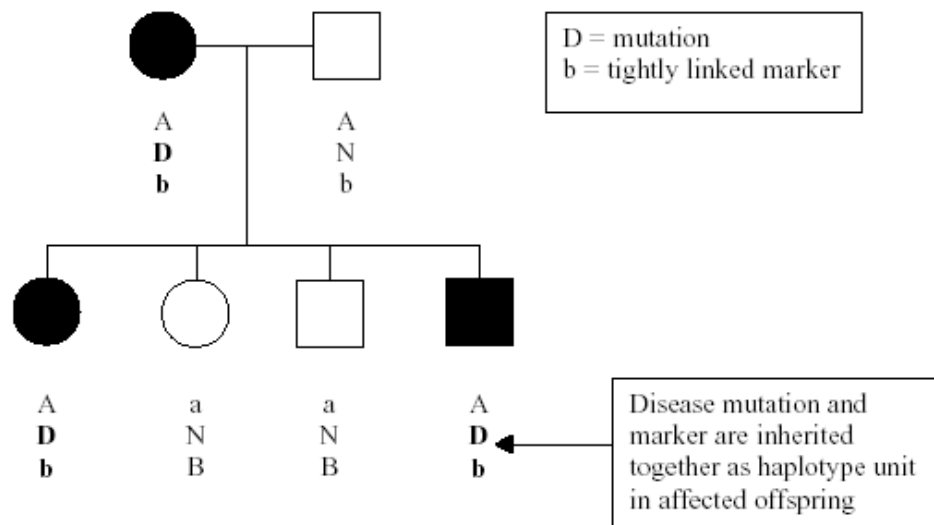 D = mutation
b = tightly linked marker
A
D
b
A
N
b
A
D
b
a
N
B
a
N
B
A
D
b
Disease mutation and
marker are inherited
together as haplotype unit
in affected offspring